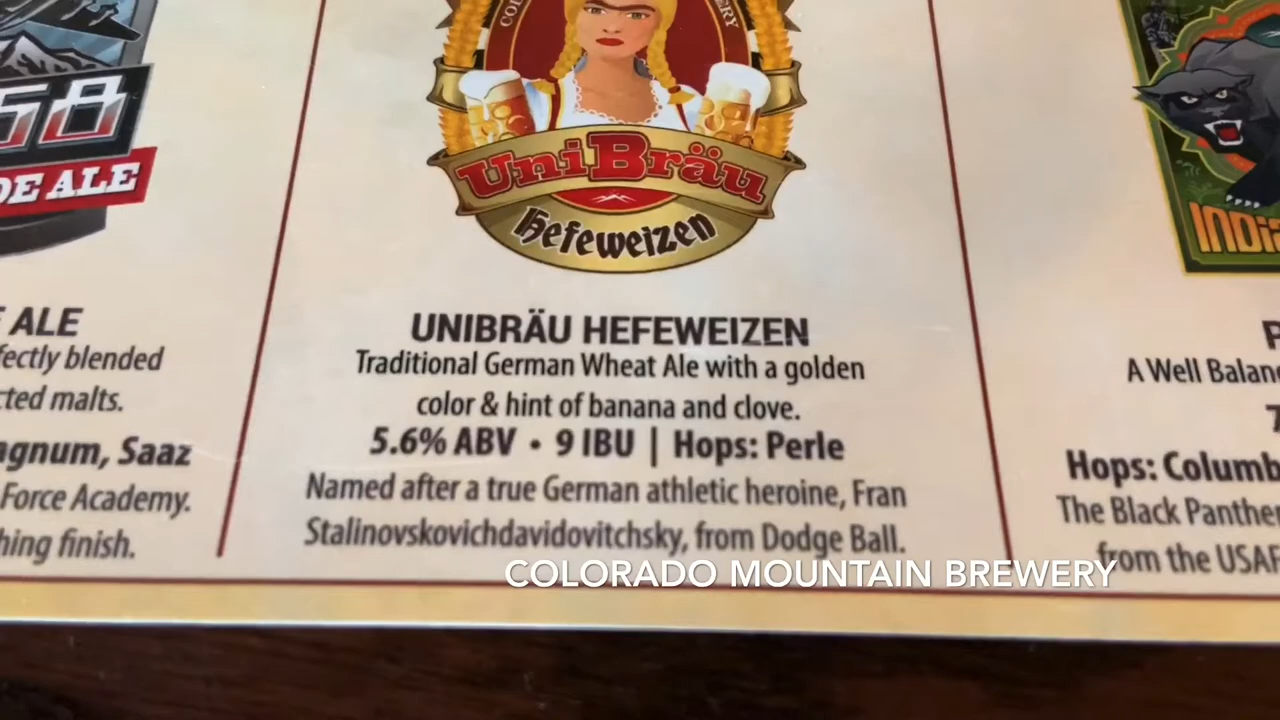 58
DE ALE
ALE
fectly blended
cted malts.
agnum, Saaz
Force Academy.
hing finish.
UniBräu
Hefeweizen
UNIBRÄU HEFEWEIZEN
Traditional German Wheat Ale with a golden
color & hint of banana and clove.
5.6% ABV • 9 IBU | Hops: Perle
Named after a true German athletic heroine, Fran
Stalinovskovichdavidovitchsky, from Dodge Ball.
INDI
A Well Balan
Hops: Columb
The Black Panther
from the USAF
COLORADO MOUNTAIN BREWERY